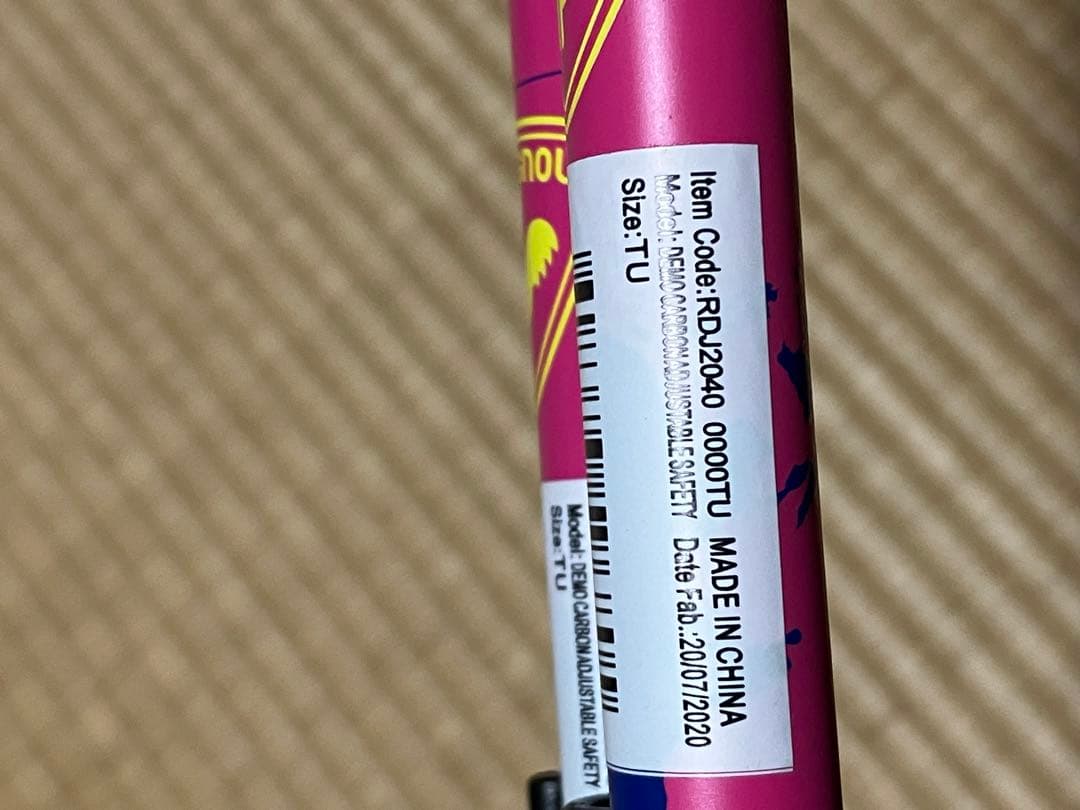 Item Code:RDJ2040 0000TU MADE IN CHINA
Model: DEMO CARBON ADJUSTABLE SAFETY Date Fab.:20/07/2020
Size:TU
Model: DEMO CARBON ADJUSTABLE SAFETY
Size:TU